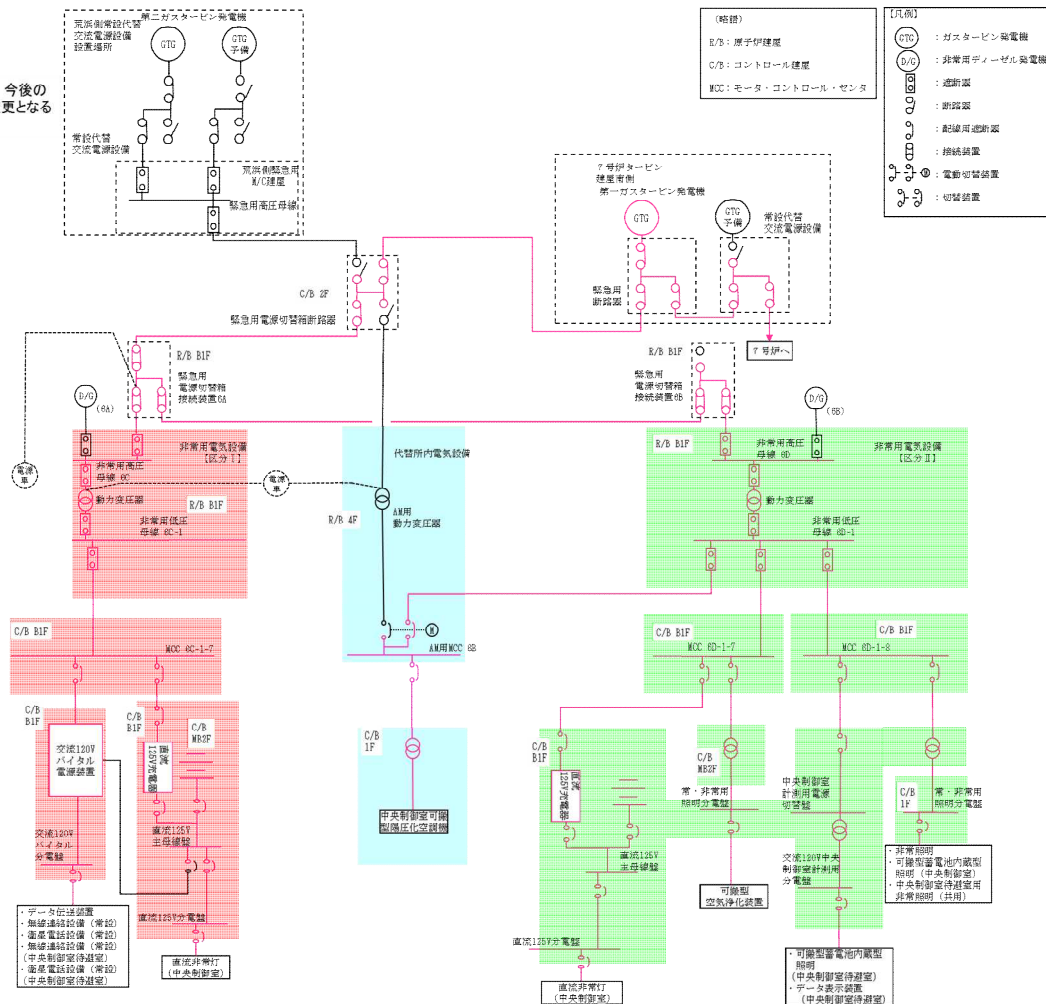 今後の
更となる
荒浜側常設代替
交流電源設備
設置場所
第二ガスタービン発電機
GTG
GTG
予備
常設代替
交流電源設備
荒浜側緊急用
M/C建屋
緊急用高圧母線
(略語)
R/B:原子炉建屋
C/B:コントロール建屋
MCC:モータ・コントロール・センタ
【凡例】
GTG
:ガスタービン発電機
D/G
:非常用ディーゼル発電機
:遮断器
:断路器
:配線用遮断器
:接続装置
M
:電動切替装置
:切替装置
7号炉タービン
建屋南側
第一ガスタービン発電機
GTG
GTG
予備
常設代替
交流電源設備
緊急用
断路器
7号炉へ
C/B 2F
緊急用電源切替箱断路器
R/B B1F
緊急用
電源切替箱
接続装置6A
R/B B1F
緊急用
電源切替箱
接続装置6B
D/G
(6A)
D/G
(6B)
電源
車
電源
車
非常用電気設備
【区分Ⅰ】
非常用高圧
母線 6C
動力変圧器
R/B B1F
非常用低圧
母線 6C-1
代替所内電気設備
R/B 4F
AM用
動力変圧器
M
AM用MCC 6B
R/B B1F
非常用高圧
母線 6D
非常用電気設備
【区分Ⅱ】
動力変圧器
非常用低圧
母線 6D-1
C/B B1F
MCC 6C-1-7
C/B B1F
MCC 6D-1-7
C/B B1F
MCC 6D-1-8
C/B
B1F
交流120V
バイタル
電源装置
交流120V
バイタル
分電盤
C/B
B1F
直流
125V充電器
C/B
MB2F
直流125V
主母線盤
直流125V分電盤
直流非常灯
(中央制御室)
・データ伝送装置
・無線連絡設備(常設)
・衛星電話設備(常設)
・無線連絡設備(常設)
(中央制御室待避室)
・衛星電話設備(常設)
(中央制御室待避室)
C/B
1F
中央制御室可搬
型陽圧化空調機
C/B
B1F
直流
125V充電器
直流125V
主母線盤
直流125V分電盤
直流非常灯
(中央制御室)
C/B
MB2F
常・非常用
照明分電盤
可搬型
空気浄化装置
中央制御室
計測用電源
切替盤
交流120V中央
制御室計測用
分電盤
・可搬型蓄電池内蔵型
照明
(中央制御室待避室)
・データ表示装置
(中央制御室待避室)
C/B
1F
常・非常用
照明分電盤
・非常照明
・可搬型蓄電池内蔵型
照明(中央制御室)
・中央制御室待避室用
非常照明(共用)